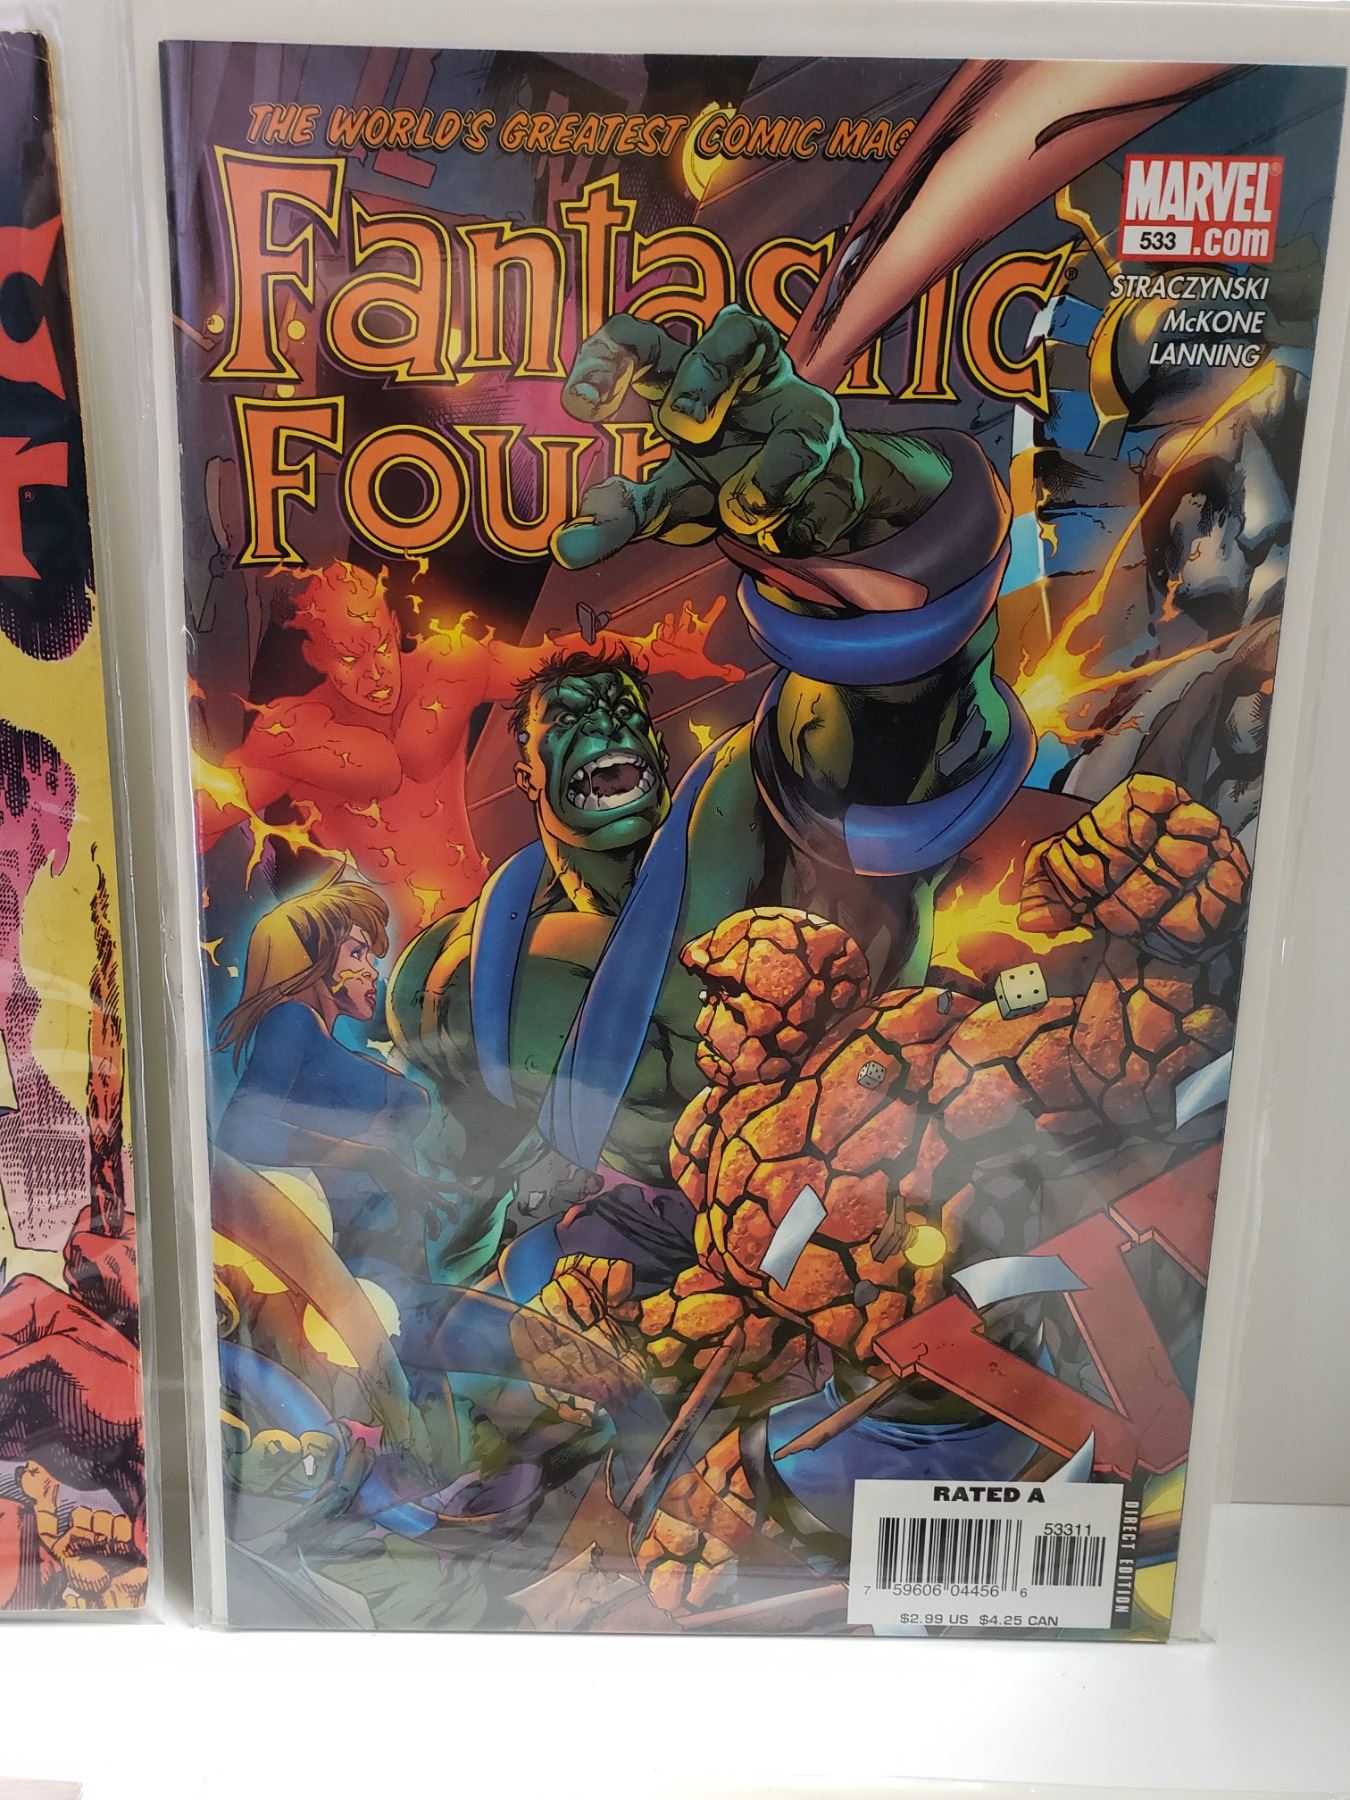 THE WORLD'S GREATEST COMIC MAG
Fantastic
Four
MARVEL®
533 .com
STRACZYNSKI
McKONE
LANNING
RATED A
53311
7 59606 04456 6
$2.99 US $4.25 CAN
DIRECT EDITION